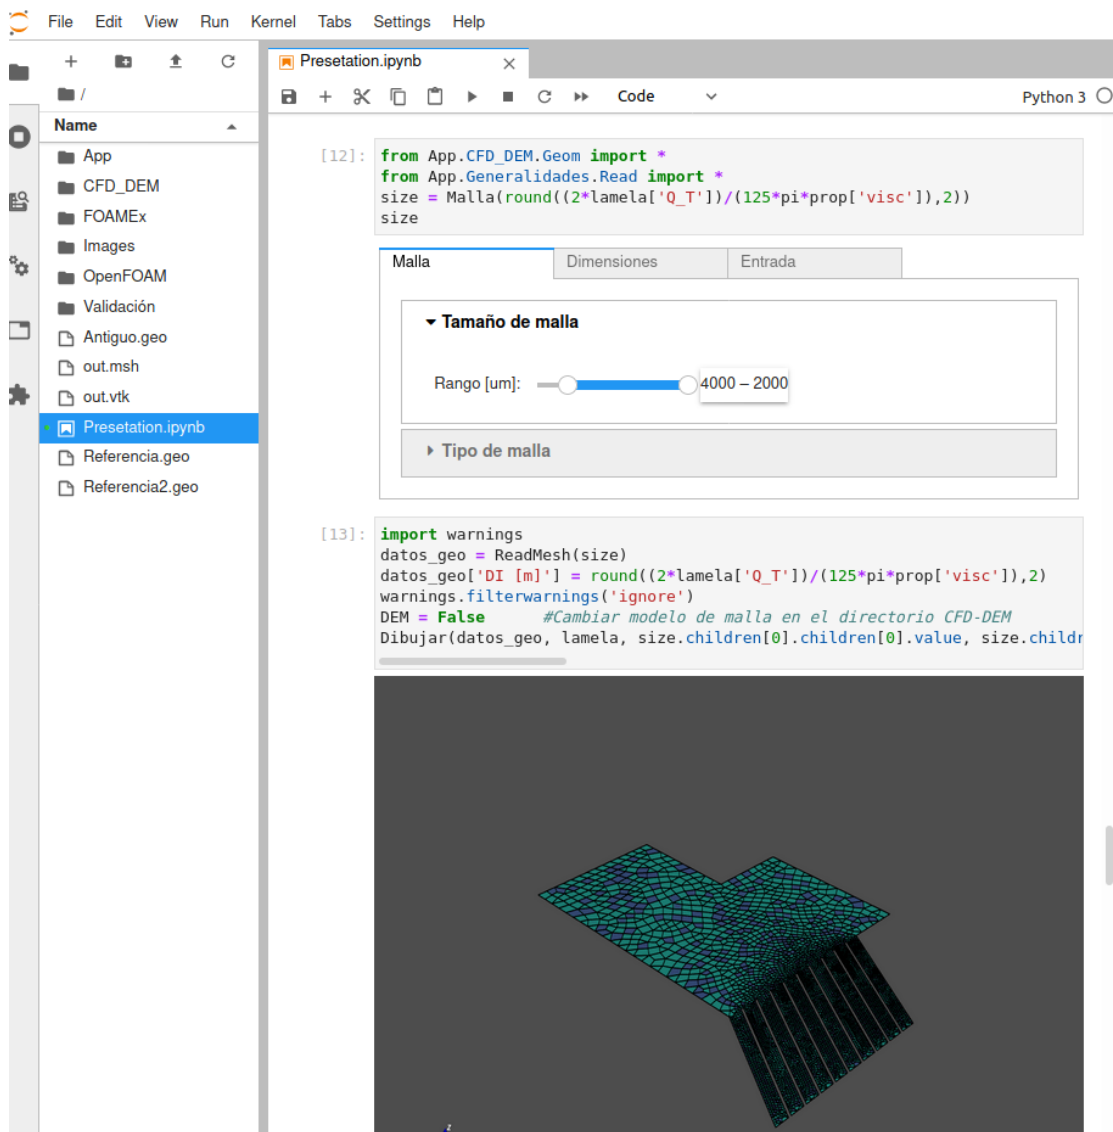 File Edit View Run Kernel Tabs Settings Help
Presetation.ipynb
/
Code
Python 3
Name
App
CFD_DEM
FOAMEx
Images
OpenFOAM
Validación
Antiguo.geo
out.msh
out.vtk
Presetation.ipynb
Referencia.geo
Referencia2.geo
[12]:
from App.CFD_DEM.Geom import *
from App.Generalidades.Read import *
size = Malla(round((2*lamela['Q_T'])/(125*pi*prop['visc']),2))
size
Malla Dimensiones Entrada
Tamaño de malla
Rango [um]: 4000 – 2000
Tipo de malla
[13]:
import warnings
datos_geo = ReadMesh(size)
datos_geo['DI [m]'] = round((2*lamela['Q_T'])/(125*pi*prop['visc']),2)
warnings.filterwarnings('ignore')
DEM = False #Cambiar modelo de malla en el directorio CFD-DEM
Dibujar(datos_geo, lamela, size.children[0].children[0].value, size.childr
z